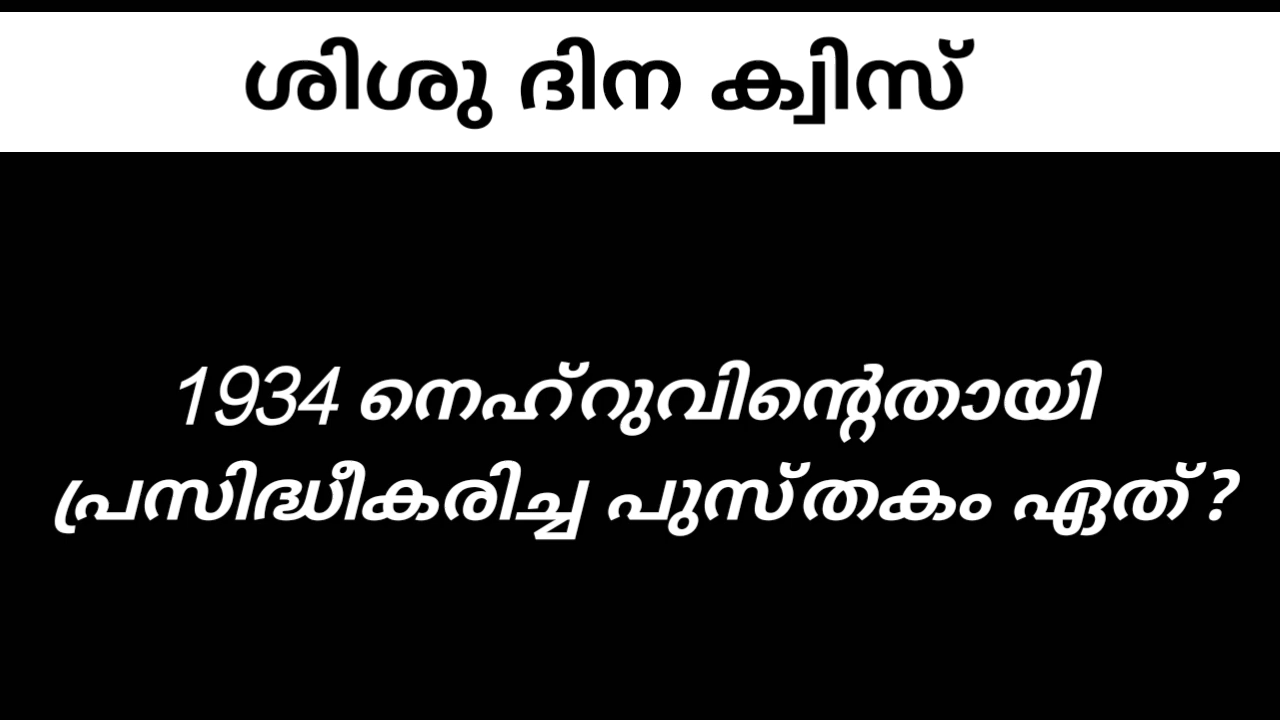 ശിശു ദിന ക്വിസ്
1934 നെഹ്റുവിന്റെതായി
പ്രസിദ്ധീകരിച്ച പുസ്തകം ഏത്?